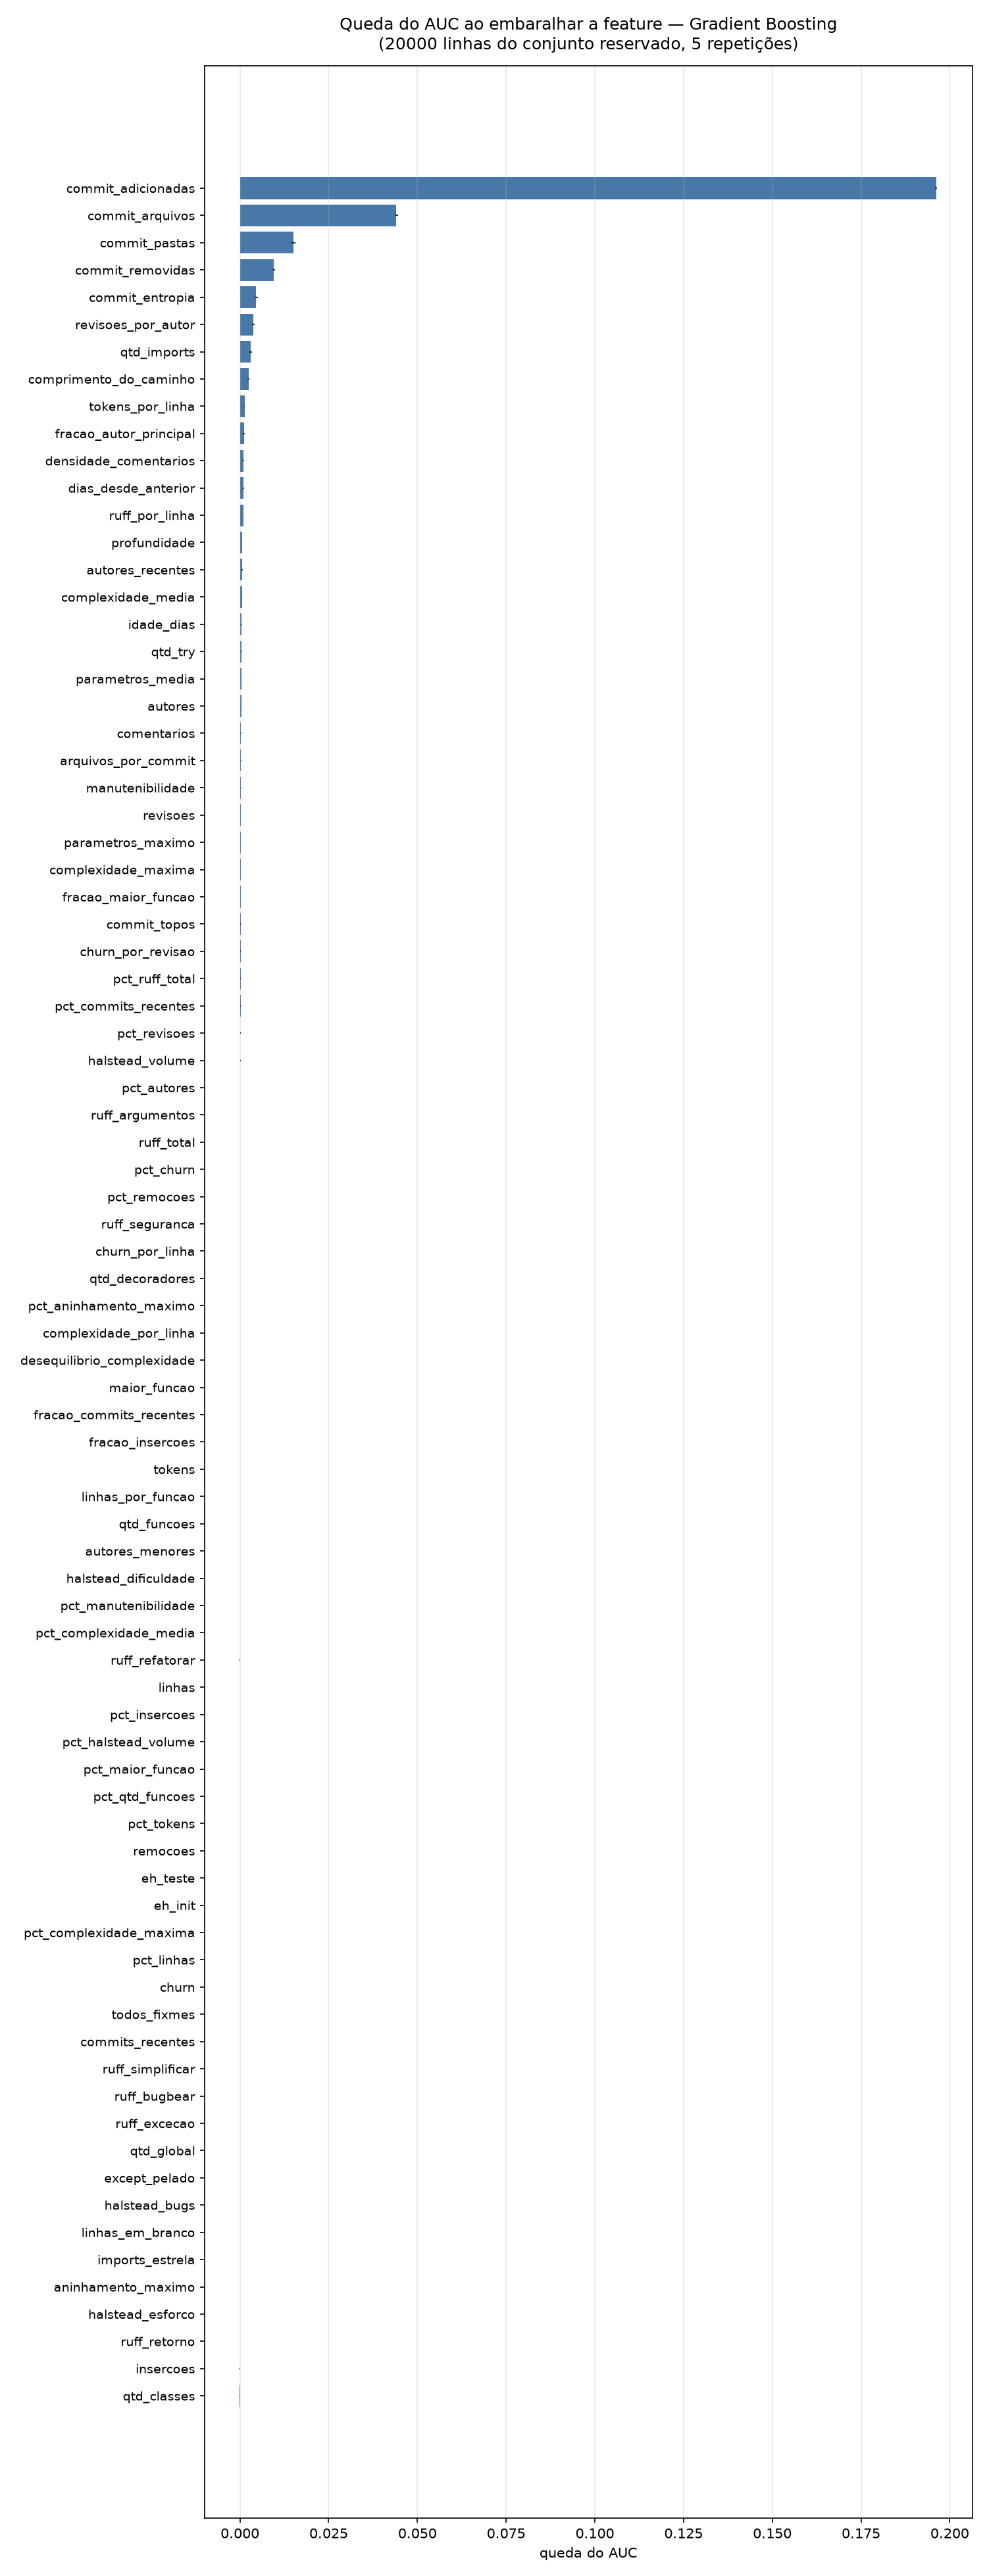 Queda do AUC ao embaralhar a feature — Gradient Boosting
(20000 linhas do conjunto reservado, 5 repetições)
commit_adicionadas
commit_arquivos
commit_pastas
commit_removidas
commit_entropia
revisoes_por_autor
qtd_imports
comprimento_do_caminho
tokens_por_linha
fracao_autor_principal
densidade_comentarios
dias_desde_anterior
ruff_por_linha
profundidade
autores_recentes
complexidade_media
idade_dias
qtd_try
parametros_media
autores
comentarios
arquivos_por_commit
manutenibilidade
revisoes
parametros_maximo
complexidade_maxima
fracao_maior_funcao
commit_topos
churn_por_revisao
pct_ruff_total
pct_commits_recentes
pct_revisoes
halstead_volume
pct_autores
ruff_argumentos
ruff_total
pct_churn
pct_remocoes
ruff_seguranca
churn_por_linha
qtd_decoradores
pct_aninhamento_maximo
complexidade_por_linha
desequilibrio_complexidade
maior_funcao
fracao_commits_recentes
fracao_insercoes
tokens
linhas_por_funcao
qtd_funcoes
autores_menores
halstead_dificuldade
pct_manutenibilidade
pct_complexidade_media
ruff_refatorar
linhas
pct_insercoes
pct_halstead_volume
pct_maior_funcao
pct_qtd_funcoes
pct_tokens
remocoes
eh_teste
eh_init
pct_complexidade_maxima
pct_linhas
churn
todos_fixmes
commits_recentes
ruff_simplificar
ruff_bugbear
ruff_excecao
qtd_global
except_pelado
halstead_bugs
linhas_em_branco
imports_estrela
aninhamento_maximo
halstead_esforco
ruff_retorno
insercoes
qtd_classes
0.000 0.025 0.050 0.075 0.100 0.125 0.150 0.175 0.200
queda do AUC